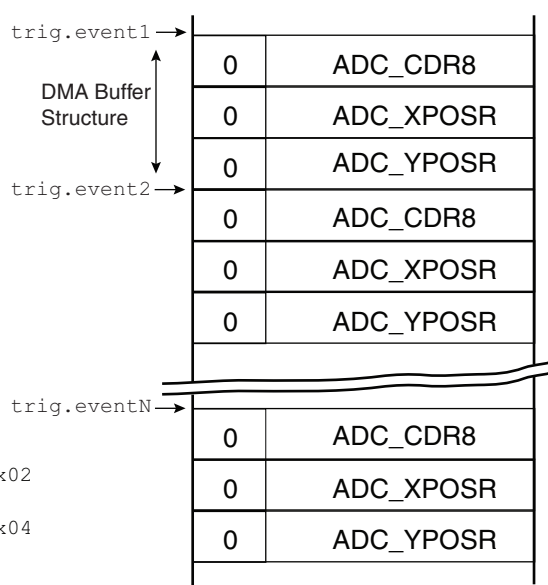 trig.event1
0 ADC_CDR8
DMA Buffer
Structure
0 ADC_XPOSR
0 ADC_YPOSR
trig.event2
0 ADC_CDR8
0 ADC_XPOSR
0 ADC_YPOSR
trig.eventN
0 ADC_CDR8
x02
0 ADC_XPOSR
x04
0 ADC_YPOSR